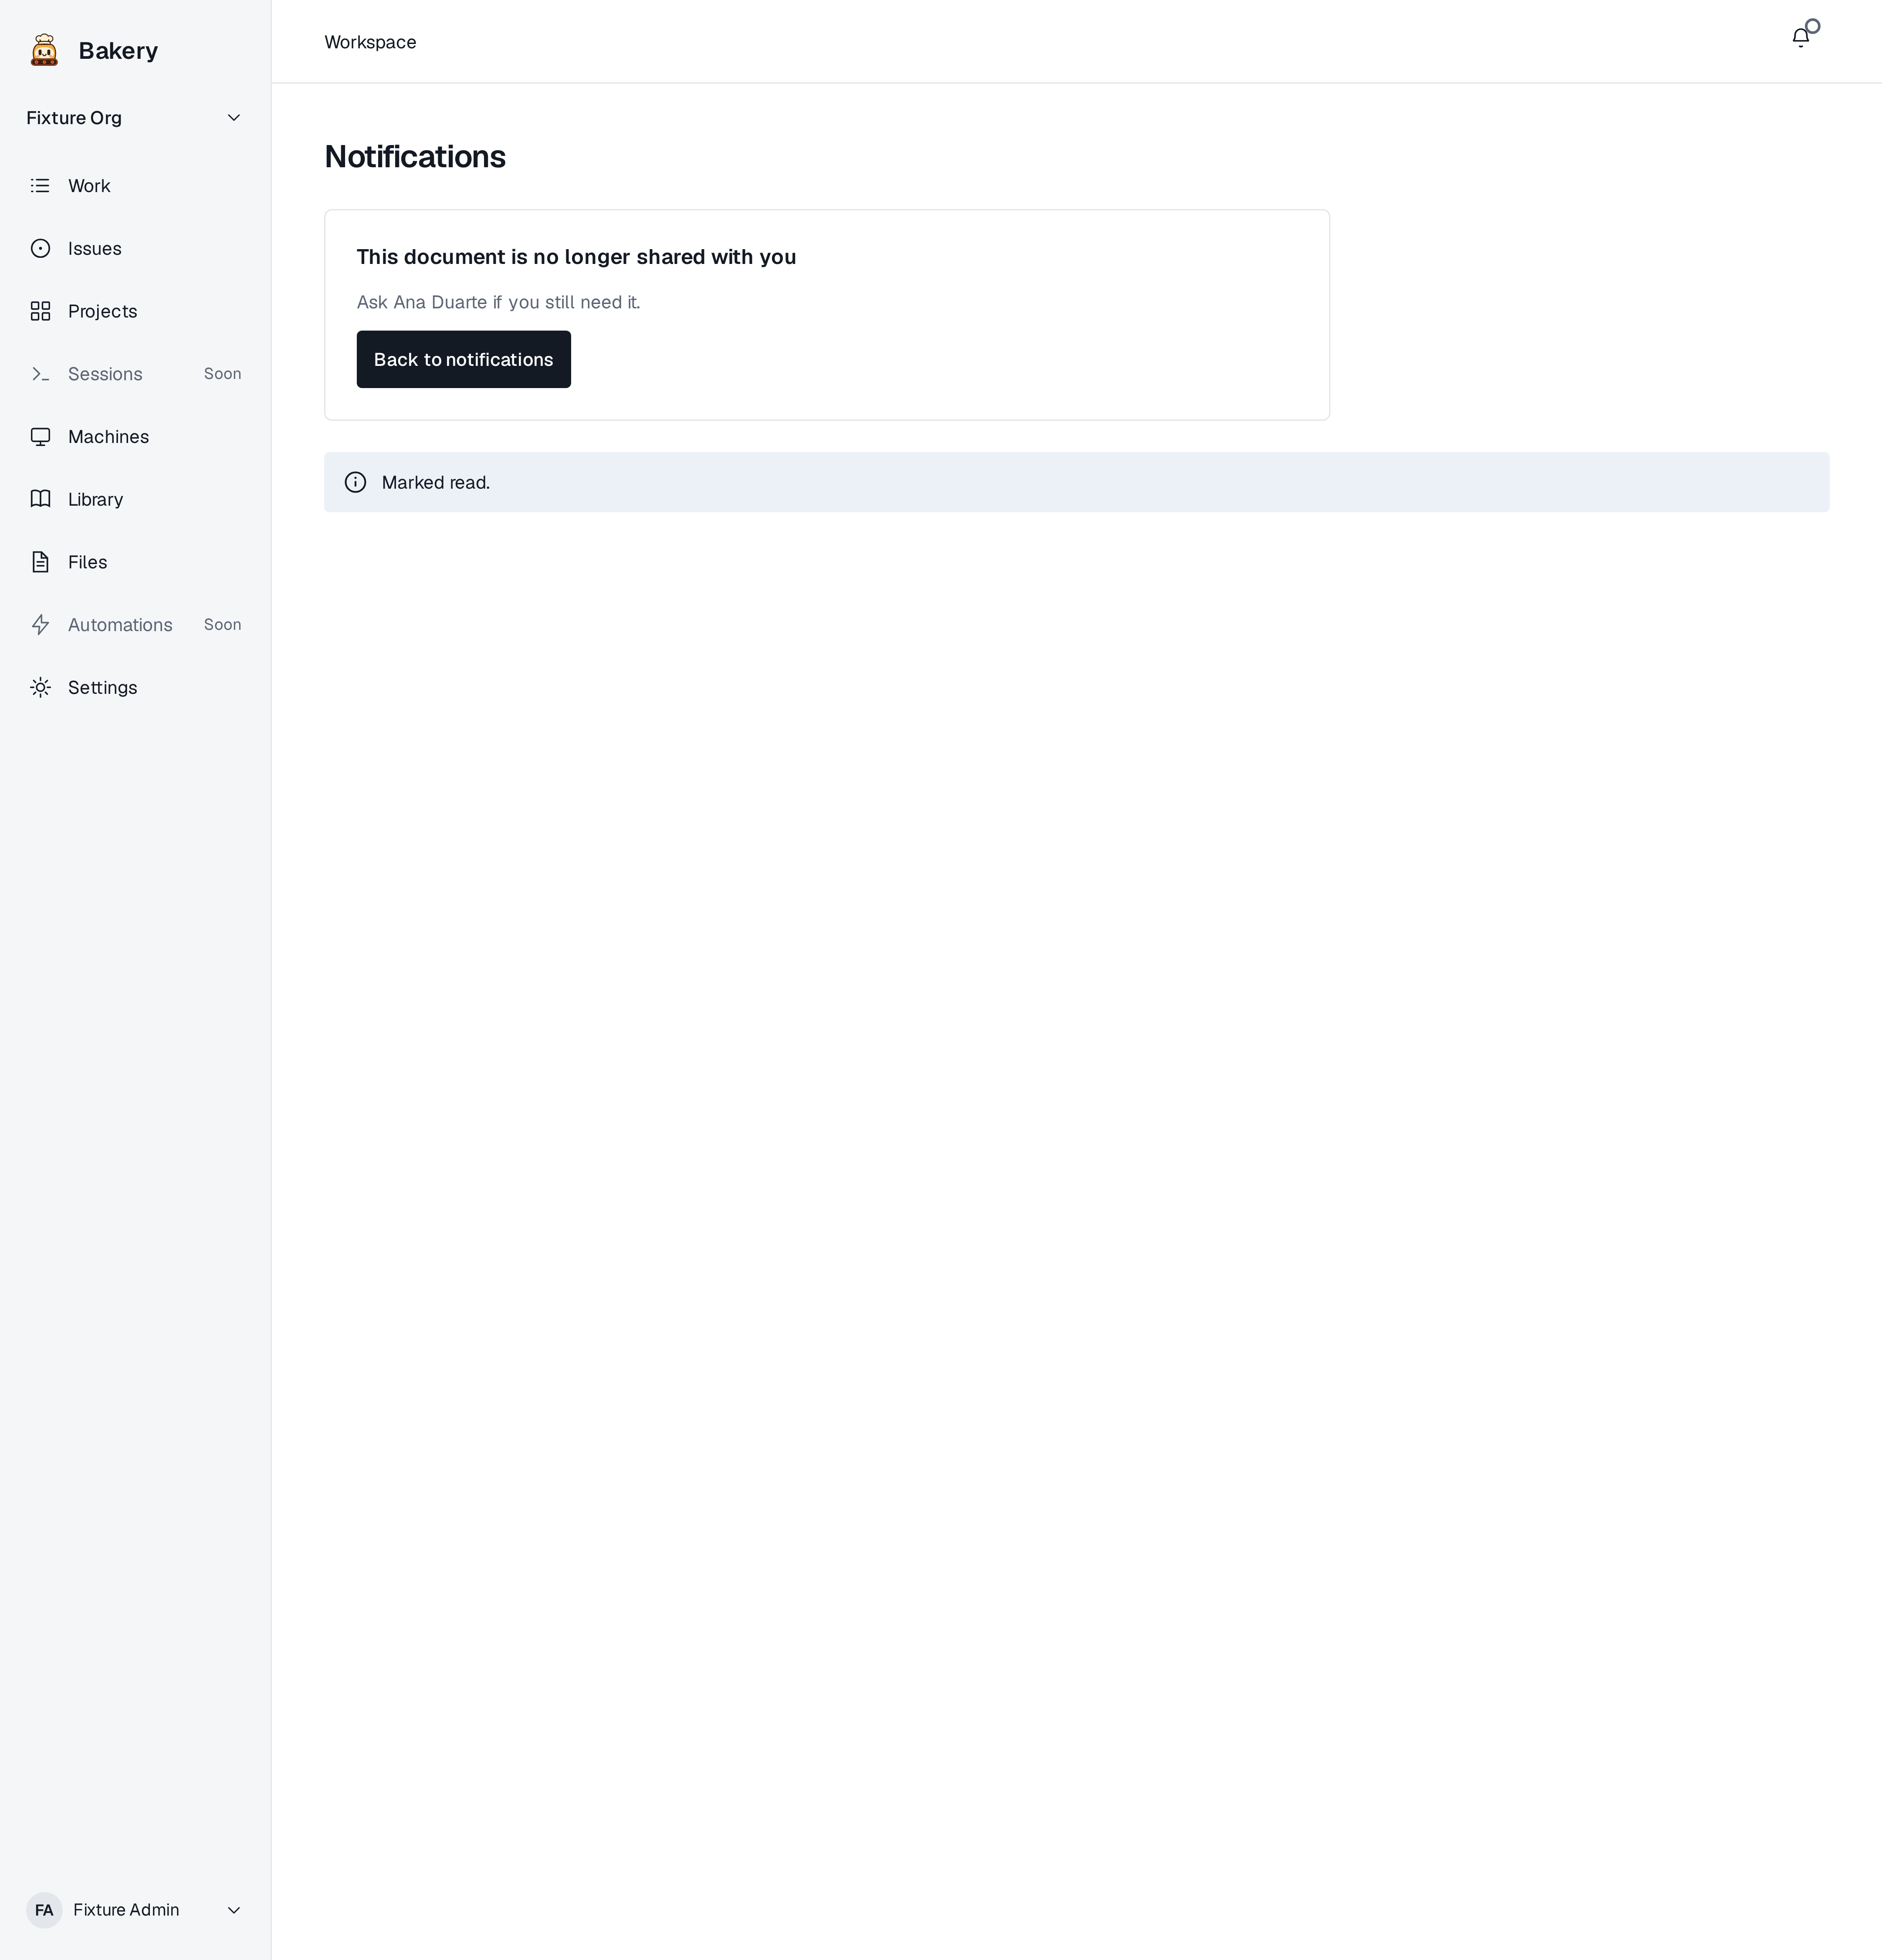 Bakery
Fixture Org
Work
Issues
Projects
Sessions Soon
Machines
Library
Files
Automations Soon
Settings
FA Fixture Admin
Workspace
Notifications
This document is no longer shared with you
Ask Ana Duarte if you still need it.
Back to notifications
Marked read.